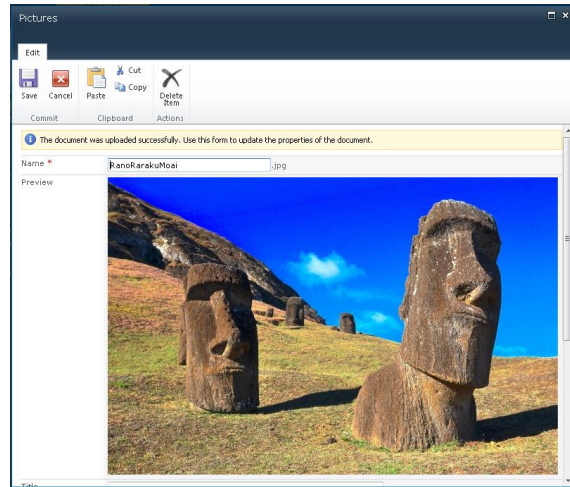 Pictures
Edit
Save
Cancel
Paste
Cut
Copy
Delete Item
Commit
Clipboard
Actions
The document was uploaded successfully. Use this form to update the properties of the document.
Name *
RanoRarakuMoai .jpg
Preview
Title